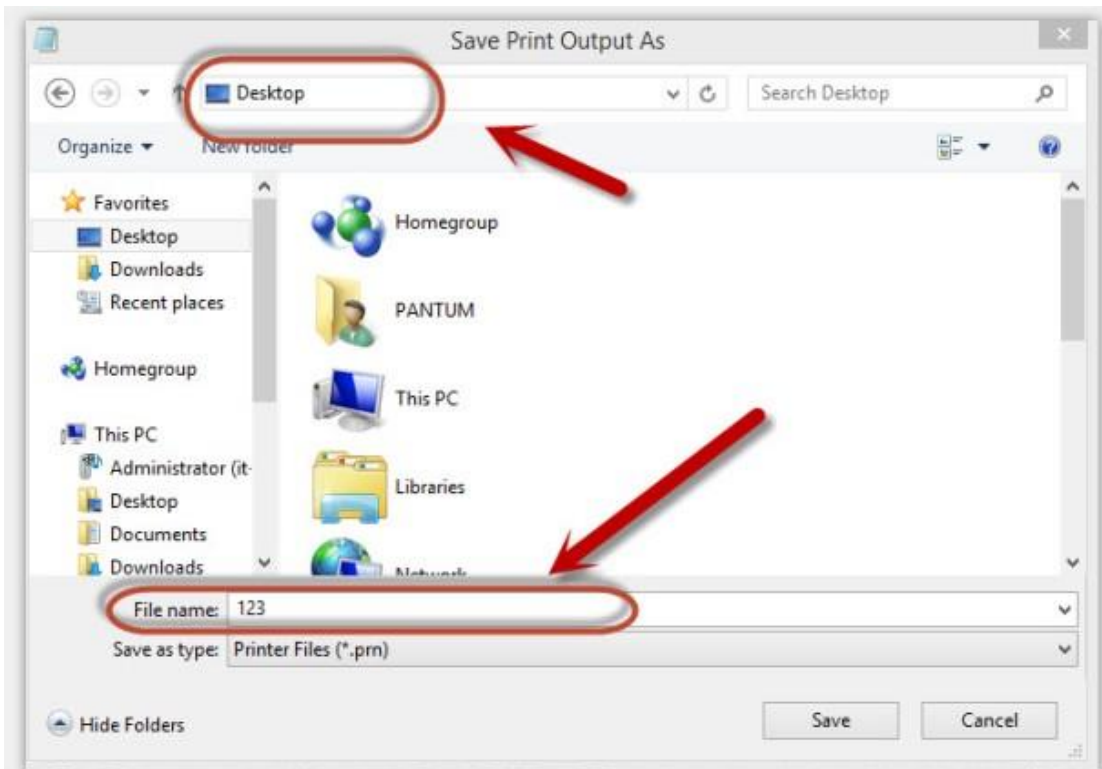 Save Print Output As
Desktop
Search Desktop
Organize
New folder
Favorites
Desktop
Downloads
Recent places
Homegroup
This PC
Administrator (it-
Desktop
Documents
Downloads
Homegroup
PANTUM
This PC
Libraries
Network
File name: 123
Save as type: Printer Files (*.prn)
Hide Folders
Save
Cancel